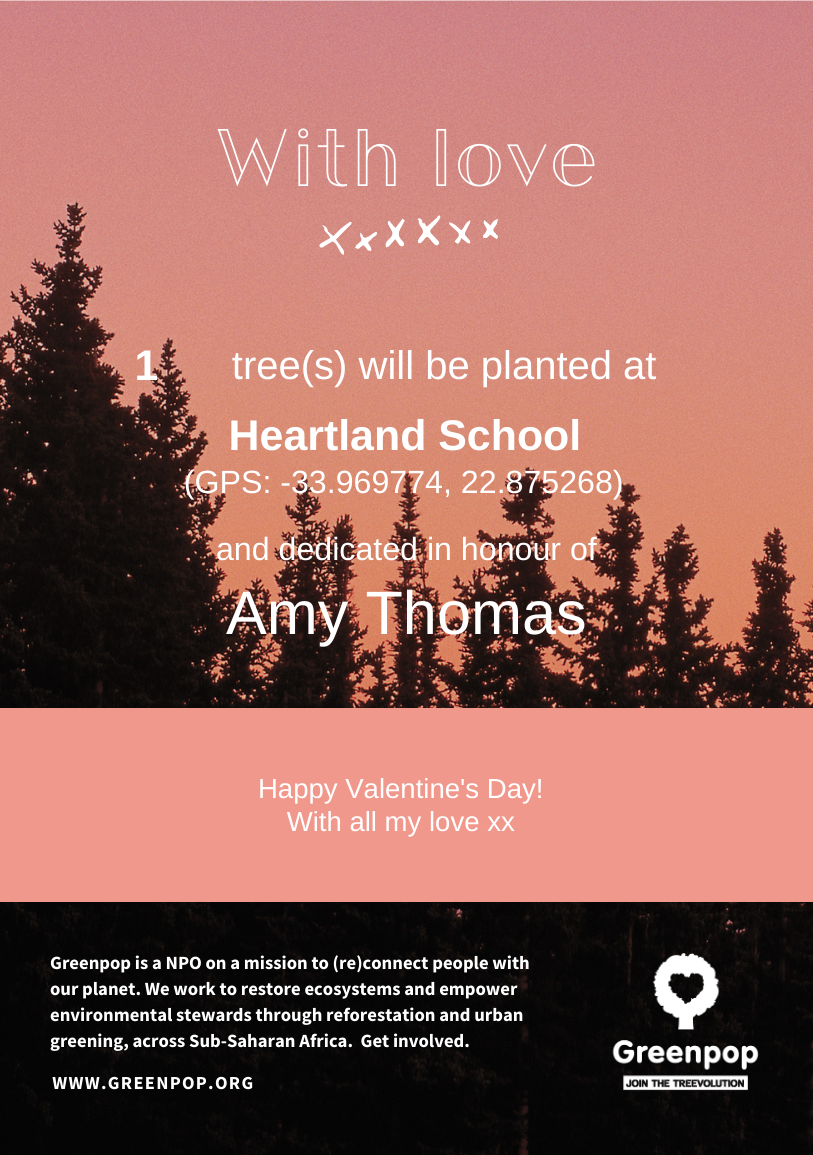 With love
xxxxxx
1 tree(s) will be planted at
Heartland School
(GPS: -33.969774, 22.875268)
and dedicated in honour of
Amy Thomas
Happy Valentine's Day!
With all my love xx
Greenpop is a NPO on a mission to (re)connect people with
our planet. We work to restore ecosystems and empower
environmental stewards through reforestation and urban
greening, across Sub-Saharan Africa. Get involved.
WWW.GREENPOP.ORG
Greenpop
JOIN THE TREEVOLUTION